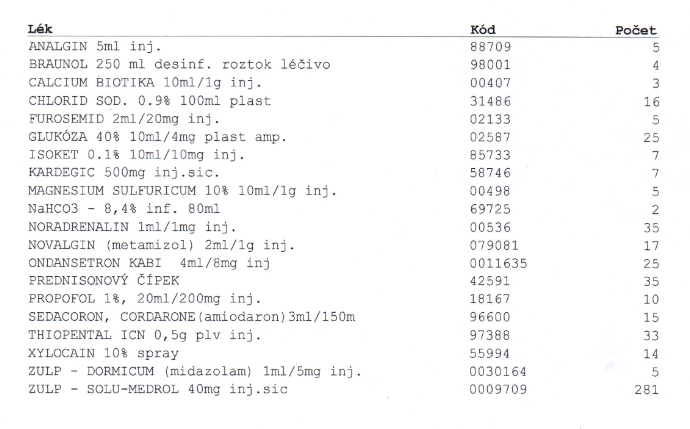 Lék Kód Počet
ANALGIN 5ml inj. 88709 5
BRAUNOL 250 ml desinf. roztok léčivo 98001 4
CALCIUM BIOTIKA 10ml/1g inj. 00407 3
CHLORID SOD. 0.9% 100ml plast 31486 16
FUROSEMID 2ml/20mg inj. 02133 5
GLUKÓZA 40% 10ml/4mg plast amp. 02587 25
ISOKET 0.1% 10ml/10mg inj. 85733 7
KARDEGIC 500mg inj.sic. 58746 7
MAGNESIUM SULFURICUM 10% 10ml/1g inj. 00498 5
NaHCO3 - 8,4% inf. 80ml 69725 2
NORADRENALIN 1ml/1mg inj. 00536 35
NOVALGIN (metamizol) 2ml/1g inj. 079081 17
ONDANSETRON KABI 4ml/8mg inj 0011635 25
PREDNISONOVÝ ČÍPEK 42591 35
PROPOFOL 1%, 20ml/200mg inj. 18167 10
SEDACORON, CORDARONE(amiodaron)3ml/150m 96600 15
THIOPENTAL ICN 0,5g plv inj. 97388 33
XYLOCAIN 10% spray 55994 14
ZULP - DORMICUM (midazolam) 1ml/5mg inj. 0030164 5
ZULP - SOLU-MEDROL 40mg inj.sic 0009709 281